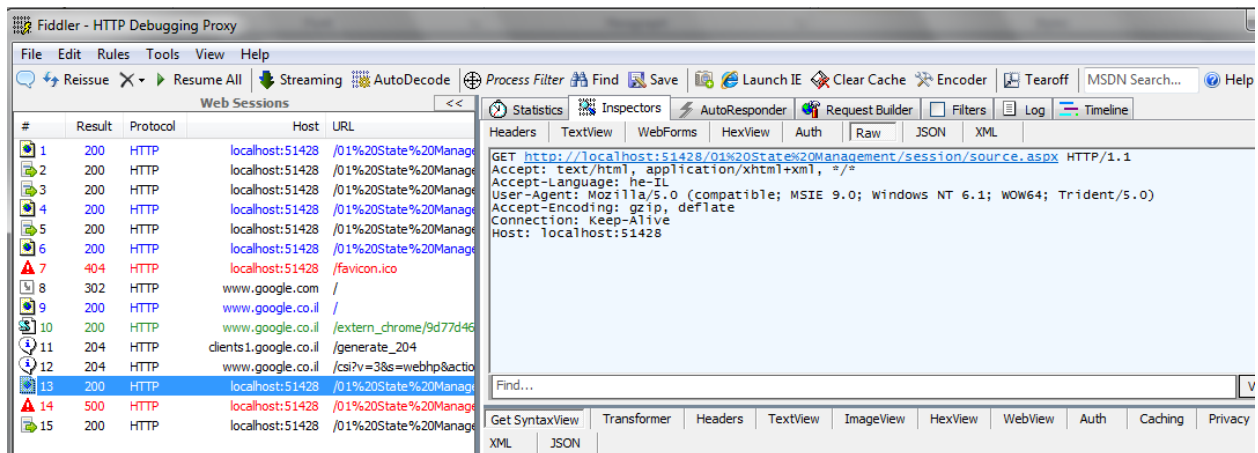 Fiddler - HTTP Debugging Proxy
File Edit Rules Tools View Help
Reissue Resume All Streaming AutoDecode Process Filter Find Save Launch IE Clear Cache Encoder Tearoff MSDN Search... Help
Web Sessions <<
# Result Protocol Host URL
1 200 HTTP localhost:51428 /01%20State%20Manage
2 200 HTTP localhost:51428 /01%20State%20Manage
3 200 HTTP localhost:51428 /01%20State%20Manage
4 200 HTTP localhost:51428 /01%20State%20Manage
5 200 HTTP localhost:51428 /01%20State%20Manage
6 200 HTTP localhost:51428 /01%20State%20Manage
7 404 HTTP localhost:51428 /favicon.ico
8 302 HTTP www.google.com /
9 200 HTTP www.google.co.il /
10 200 HTTP www.google.co.il /extern_chrome/9d77d46
11 204 HTTP clients1.google.co.il /generate_204
12 204 HTTP www.google.co.il /csi?v=3&s=webhp&actio
13 200 HTTP localhost:51428 /01%20State%20Manage
14 500 HTTP localhost:51428 /01%20State%20Manage
15 200 HTTP localhost:51428 /01%20State%20Manage
Statistics Inspectors AutoResponder Request Builder Filters Log Timeline
Headers TextView WebForms HexView Auth Raw JSON XML
GET http://localhost:51428/01%20State%20Management/session/source.aspx HTTP/1.1
Accept: text/html, application/xhtml+xml, */*
Accept-Language: he-IL
User-Agent: Mozilla/5.0 (compatible; MSIE 9.0; Windows NT 6.1; WOW64; Trident/5.0)
Accept-Encoding: gzip, deflate
Connection: Keep-Alive
Host: localhost:51428
Find... V
Get SyntaxView Transformer Headers TextView ImageView HexView WebView Auth Caching Privacy
XML JSON